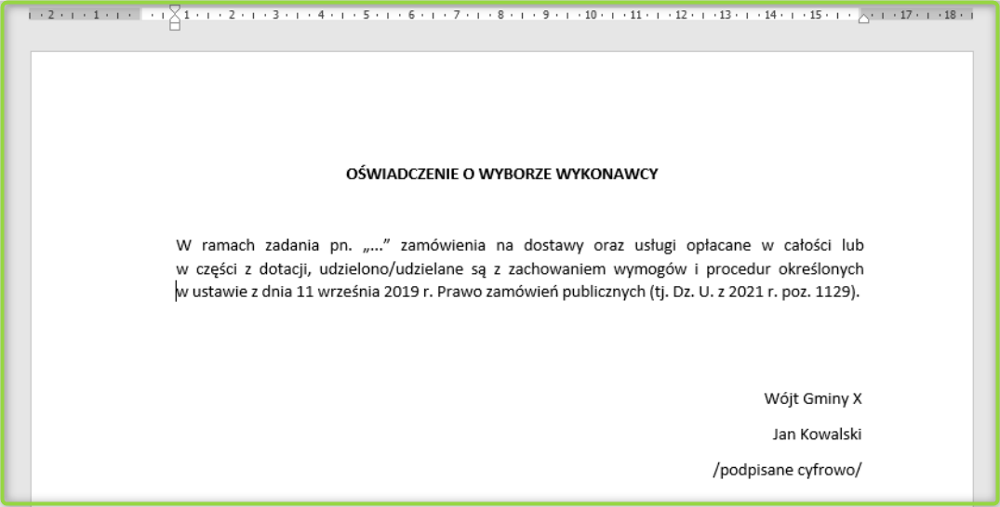 2 1 1 2 3 4 5 6 7 8 9 10 11 12 13 14 15 17 18
OŚWIADCZENIE O WYBORZE WYKONAWCY
W ramach zadania pn. „...” zamówienia na dostawy oraz usługi opłacane w całości lub
w części z dotacji, udzielono/udzielane są z zachowaniem wymogów i procedur określonych
w ustawie z dnia 11 września 2019 r. Prawo zamówień publicznych (tj. Dz. U. z 2021 r. poz. 1129).
Wójt Gminy X
Jan Kowalski
/podpisane cyfrowo/